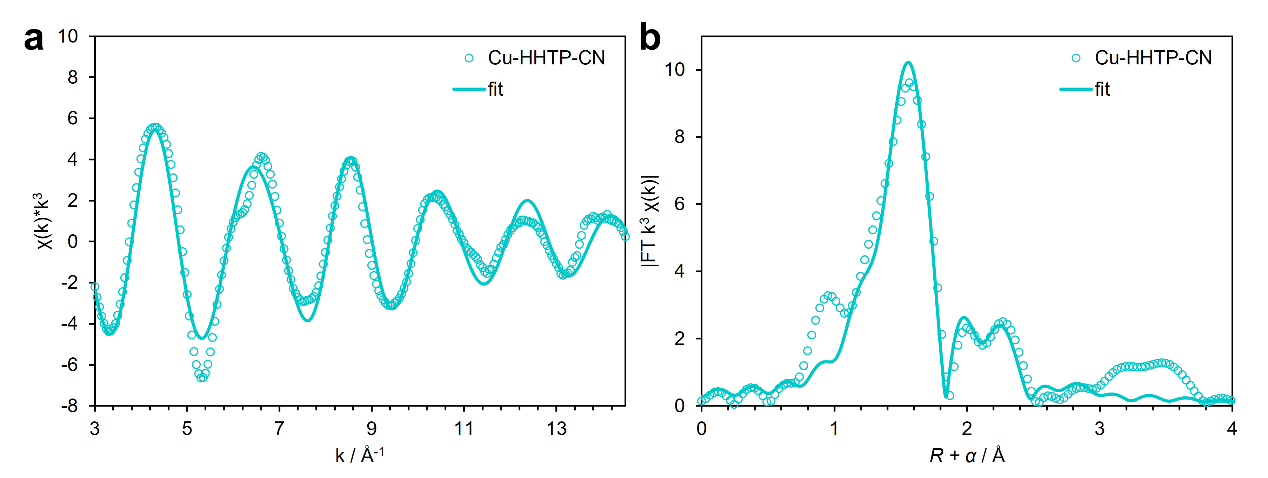 a
10
8
6
4
2
0
-2
-4
-6
-8
χ(k)*k³
3
5
7
9
11
13
k / Å⁻¹
Cu-HHTP-CN
fit
b
10
8
6
4
2
0
|FT k³ χ(k)|
0
1
2
3
4
R + α / Å
Cu-HHTP-CN
fit